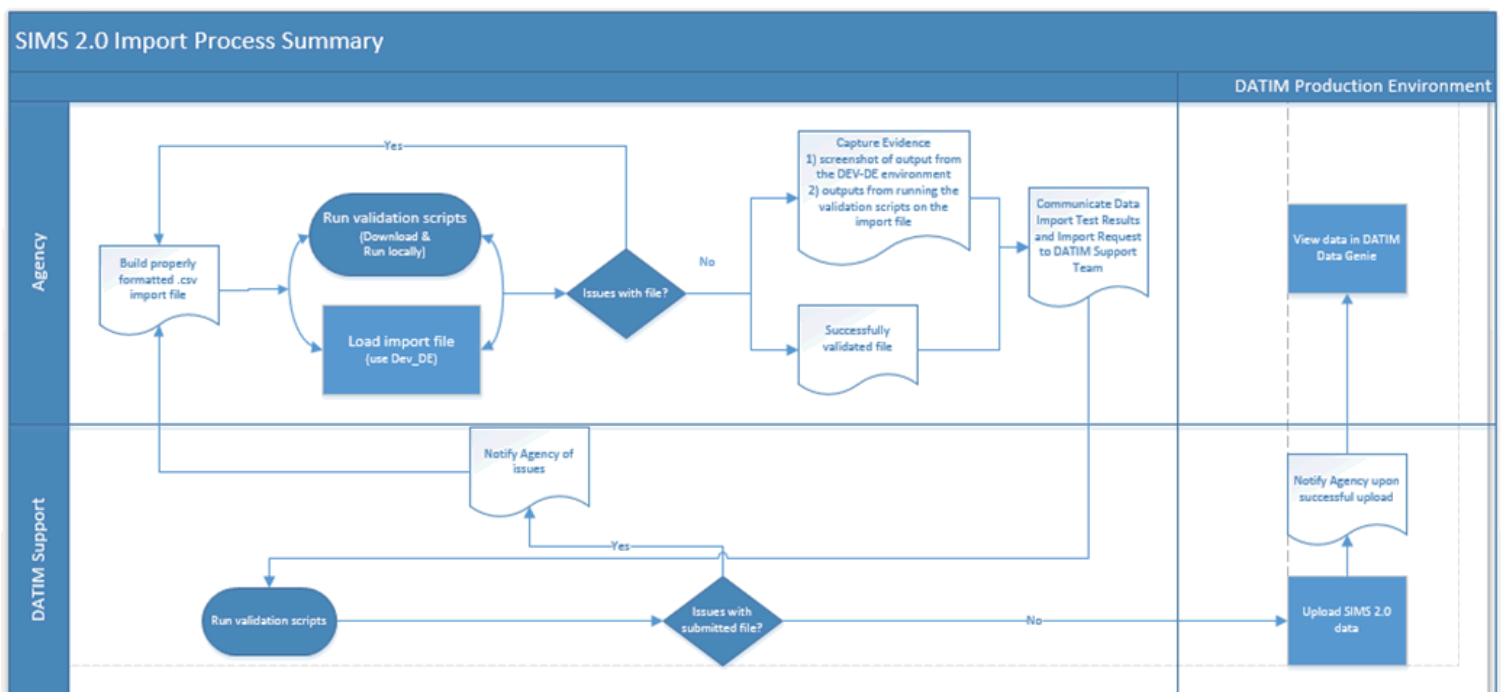 SIMS 2.0 Import Process Summary
DATIM Production Environment
Agency
Yes
Build properly
formatted .csv
import file
Run validation scripts
(Download &
Run locally)
Load import file
(use Dev_DE)
Issues with file?
No
Capture Evidence
1) screenshot of output from
the DEV-DE environment
2) outputs from running the
validation scripts on the
import file
Successfully
validated file
Communicate Data
Import Test Results
and Import Request
to DATIM Support
Team
View data in DATIM
Data Genie
DATIM Support
Notify Agency of
issues
Yes
Run validation scripts
Issues with
submitted file?
No
Notify Agency upon
successful upload
Upload SIMS 2.0
data